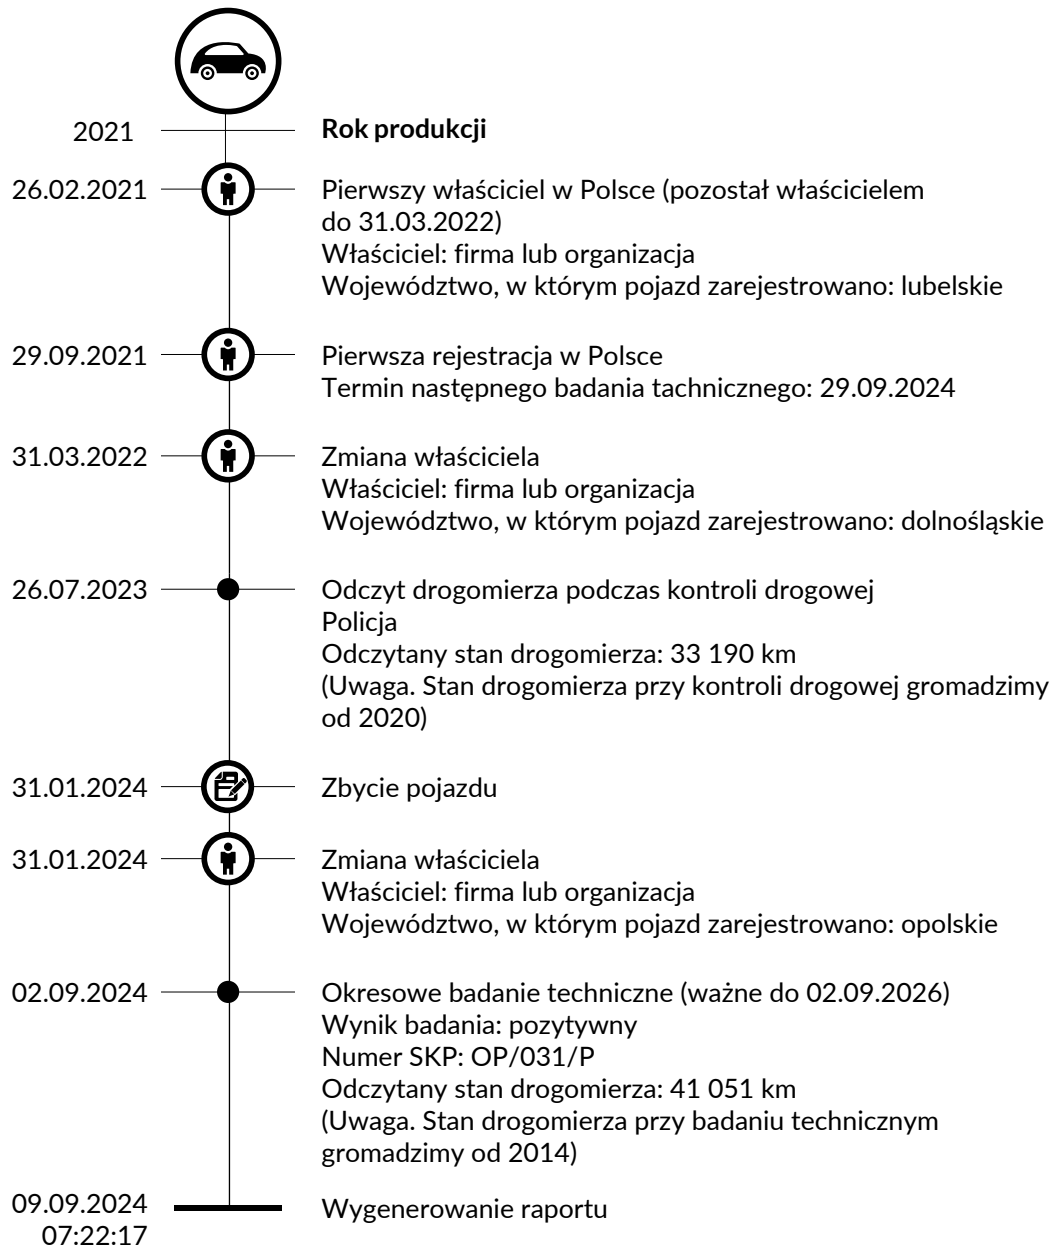 2021
Rok produkcji
26.02.2021
Pierwszy właściciel w Polsce (pozostał właścicielem
do 31.03.2022)
Właściciel: firma lub organizacja
Województwo, w którym pojazd zarejestrowano: lubelskie
29.09.2021
Pierwsza rejestracja w Polsce
Termin następnego badania tachnicznego: 29.09.2024
31.03.2022
Zmiana właściciela
Właściciel: firma lub organizacja
Województwo, w którym pojazd zarejestrowano: dolnośląskie
26.07.2023
Odczyt drogomierza podczas kontroli drogowej
Policja
Odczytany stan drogomierza: 33 190 km
(Uwaga. Stan drogomierza przy kontroli drogowej gromadzimy
od 2020)
31.01.2024
Zbycie pojazdu
31.01.2024
Zmiana właściciela
Właściciel: firma lub organizacja
Województwo, w którym pojazd zarejestrowano: opolskie
02.09.2024
Okresowe badanie techniczne (ważne do 02.09.2026)
Wynik badania: pozytywny
Numer SKP: OP/031/P
Odczytany stan drogomierza: 41 051 km
(Uwaga. Stan drogomierza przy badaniu technicznym
gromadzimy od 2014)
09.09.2024
07:22:17
Wygenerowanie raportu